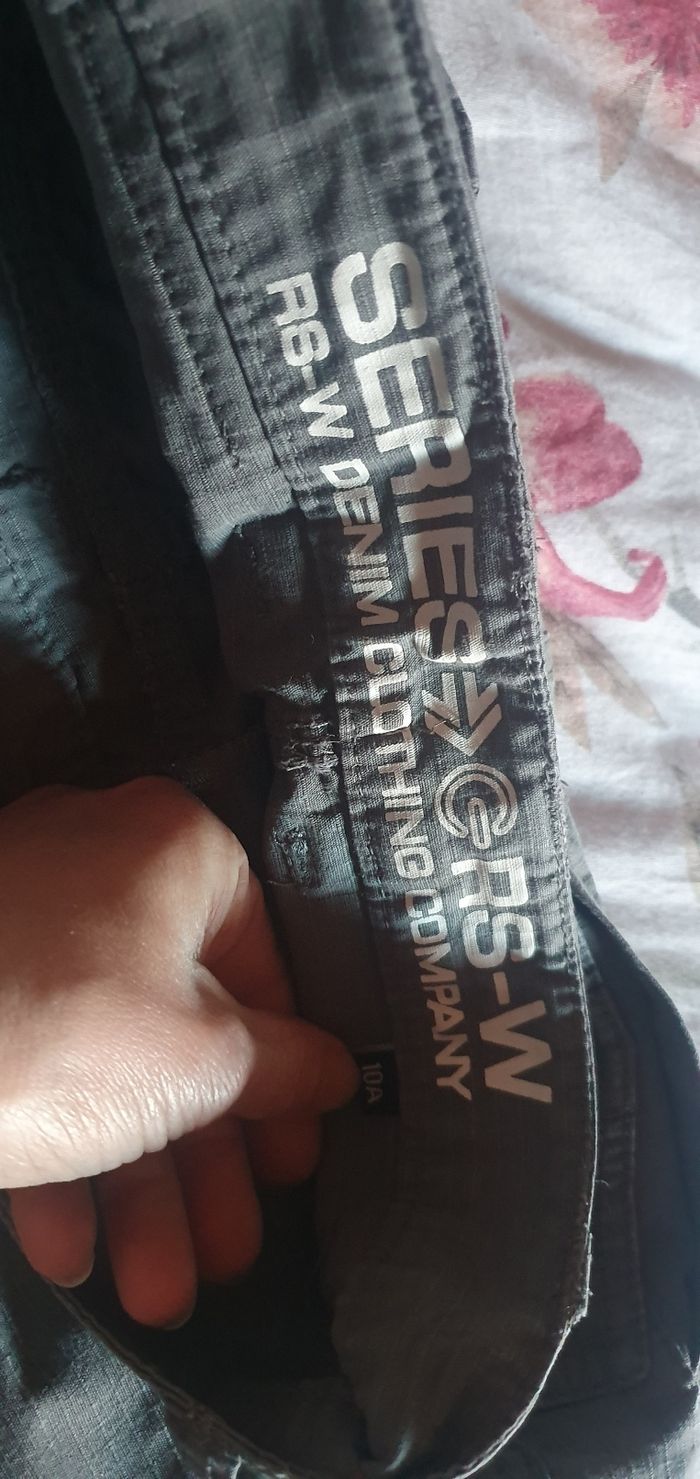 SERIES RS-W
RS-W DENIM CLOTHING COMPANY
10A